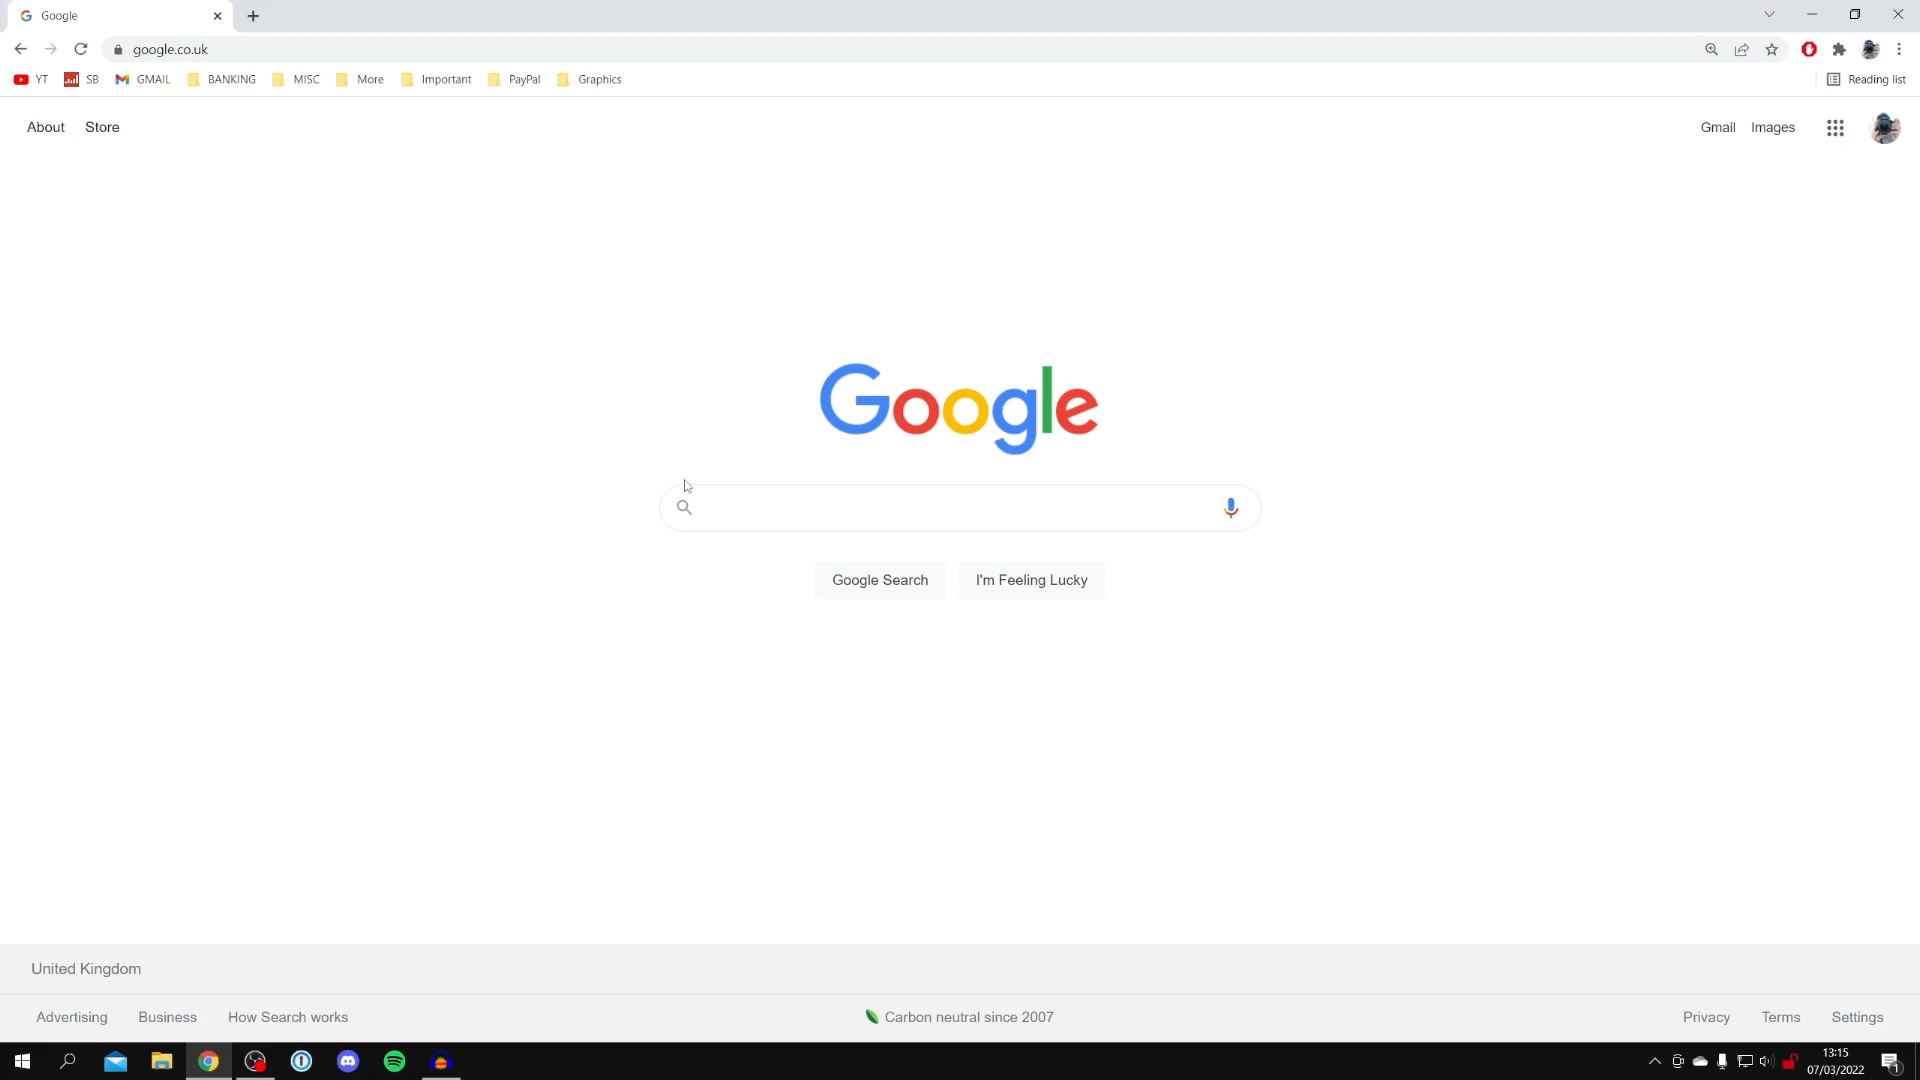 Google
google.co.uk
YT SB GMAIL BANKING MISC More Important PayPal Graphics Reading list
About Store Gmail Images
Google
Google Search I'm Feeling Lucky
United Kingdom
Advertising Business How Search works Carbon neutral since 2007 Privacy Terms Settings
13:15
07/03/2022
1